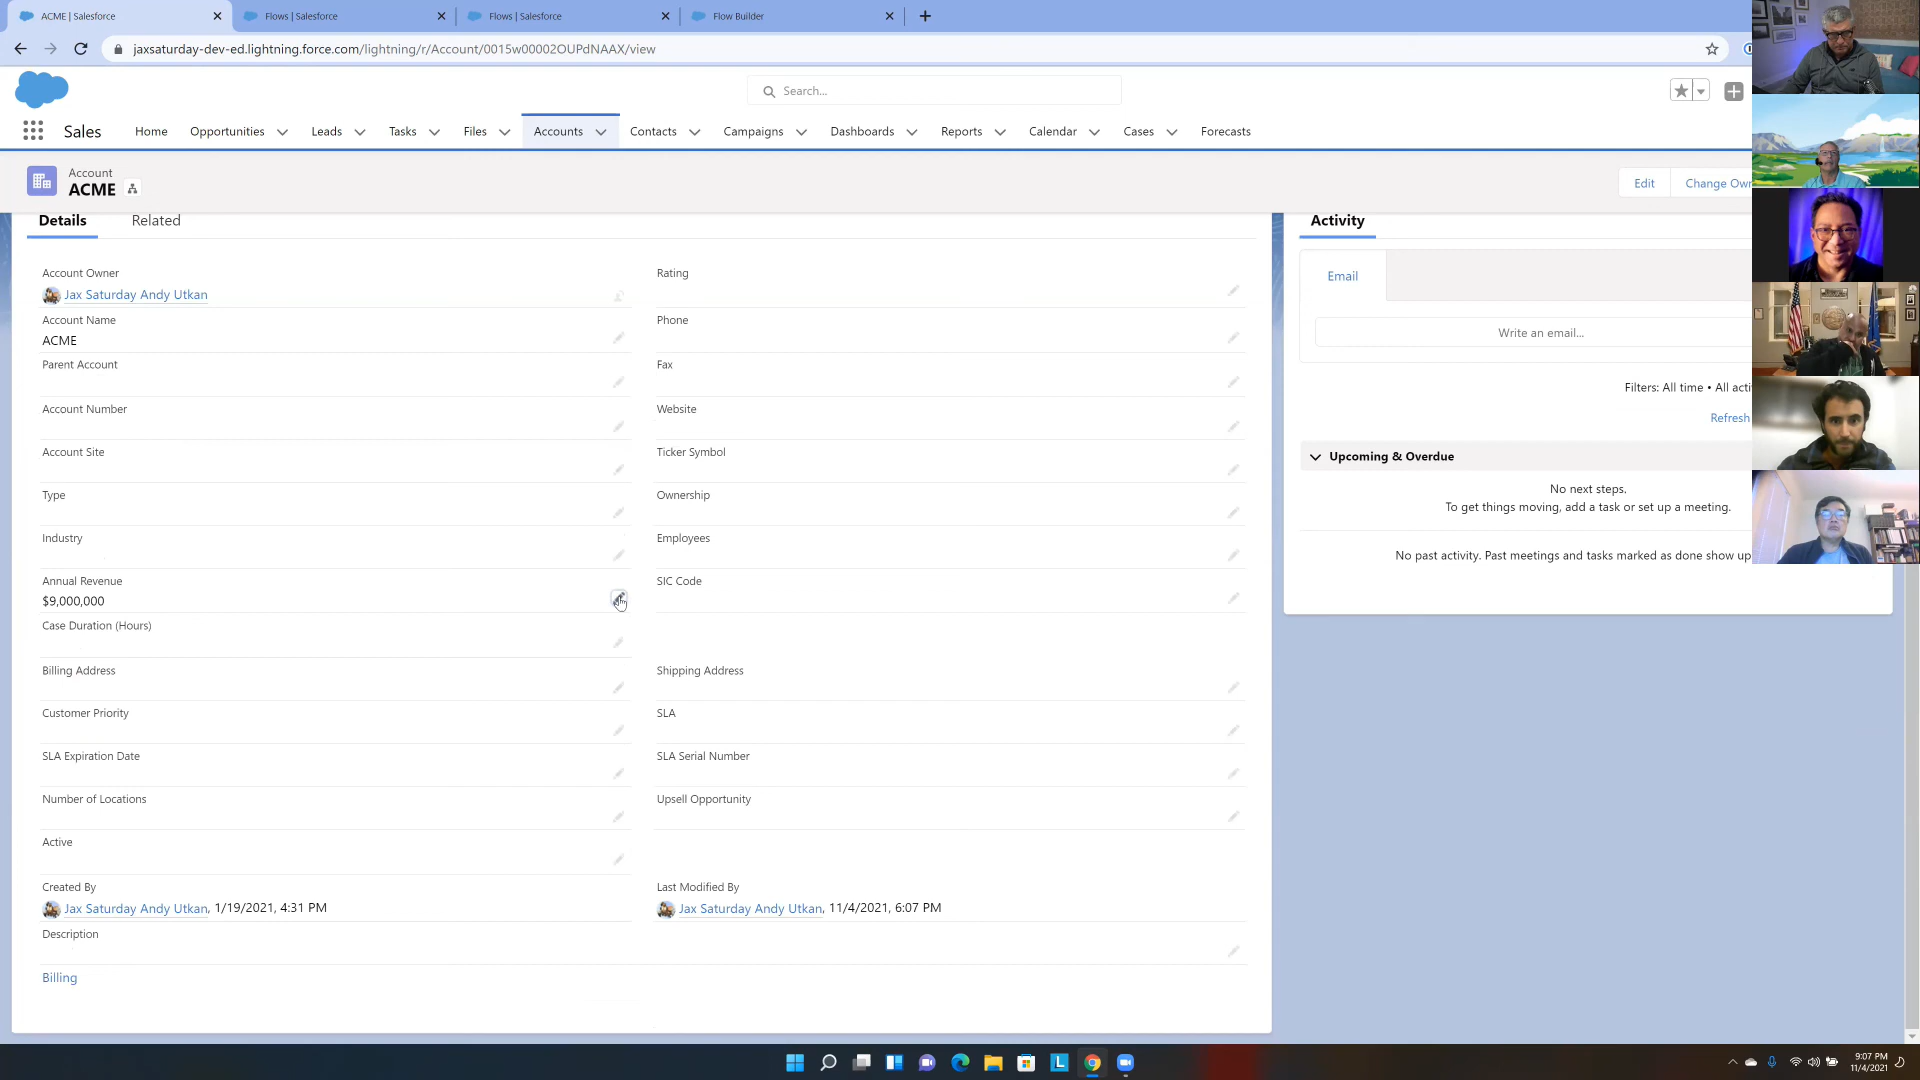 ACME | Salesforce
Flows | Salesforce
Flows | Salesforce
Flow Builder
jaxsaturday-dev-ed.lightning.force.com/lightning/r/Account/0015w00002OUPdNAAX/view
Search...
Sales
Home
Opportunities
Leads
Tasks
Files
Accounts
Contacts
Campaigns
Dashboards
Reports
Calendar
Cases
Forecasts
Account
ACME
Edit
Change Own
Details
Related
Activity
Account Owner
Jax Saturday Andy Utkan
Rating
Email
Account Name
ACME
Phone
Write an email...
Parent Account
Fax
Filters: All time • All acti
Account Number
Website
Refresh
Account Site
Ticker Symbol
Upcoming & Overdue
Type
Ownership
No next steps.
To get things moving, add a task or set up a meeting.
Industry
Employees
No past activity. Past meetings and tasks marked as done show up
Annual Revenue
$9,000,000
SIC Code
Case Duration (Hours)
Billing Address
Shipping Address
Customer Priority
SLA
SLA Expiration Date
SLA Serial Number
Number of Locations
Upsell Opportunity
Active
Created By
Jax Saturday Andy Utkan, 1/19/2021, 4:31 PM
Last Modified By
Jax Saturday Andy Utkan, 11/4/2021, 6:07 PM
Description
Billing
L
9:07 PM
11/4/2021